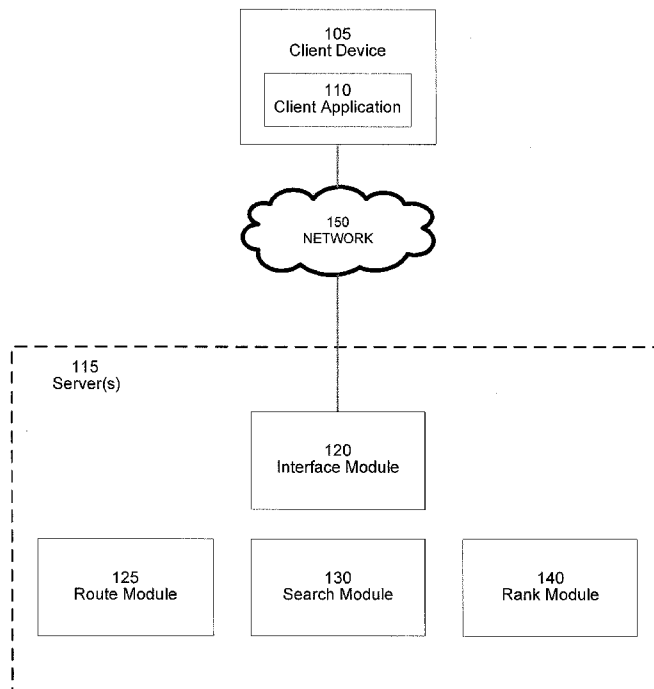 105
Client Device
110
Client Application
150
NETWORK
115
Server(s)
120
Interface Module
125
Route Module
130
Search Module
140
Rank Module